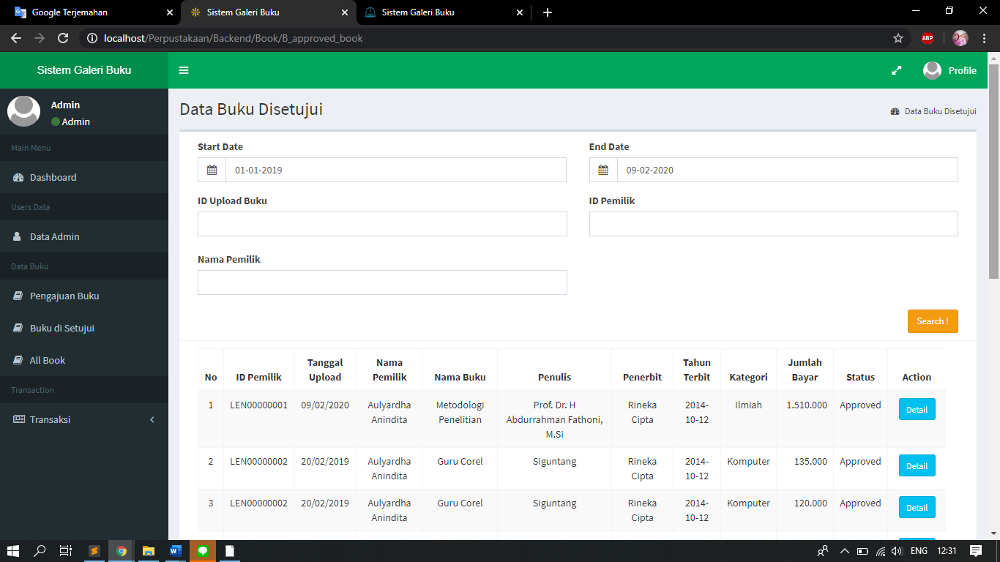 Google Terjemahan
Sistem Galeri Buku
Sistem Galeri Buku
localhost/Perpustakaan/Backend/Book/B_approved_book
ABP
Sistem Galeri Buku
Profile
Admin
Admin
Main Menu
Dashboard
Users Data
Data Admin
Data Buku
Pengajuan Buku
Buku di Setujui
All Book
Transaction
Transaksi
Data Buku Disetujui
Data Buku Disetujui
Start Date
End Date
01-01-2019
09-02-2020
ID Upload Buku
ID Pemilik
Nama Pemilik
Search !
No ID Pemilik Tanggal Upload Nama Pemilik Nama Buku Penulis Penerbit Tahun Terbit Kategori Jumlah Bayar Status Action
1 LEN00000001 09/02/2020 Aulyardha Anindita Metodologi Penelitian Prof. Dr. H Abdurrahman Fathoni, M.Si Rineka Cipta 2014-10-12 Ilmiah 1.510.000 Approved Detail
2 LEN00000002 20/02/2019 Aulyardha Anindita Guru Corel Siguntang Rineka Cipta 2014-10-12 Komputer 135.000 Approved Detail
3 LEN00000002 20/02/2019 Aulyardha Anindita Guru Corel Siguntang Rineka Cipta 2014-10-12 Komputer 120.000 Approved Detail
ENG 12:31